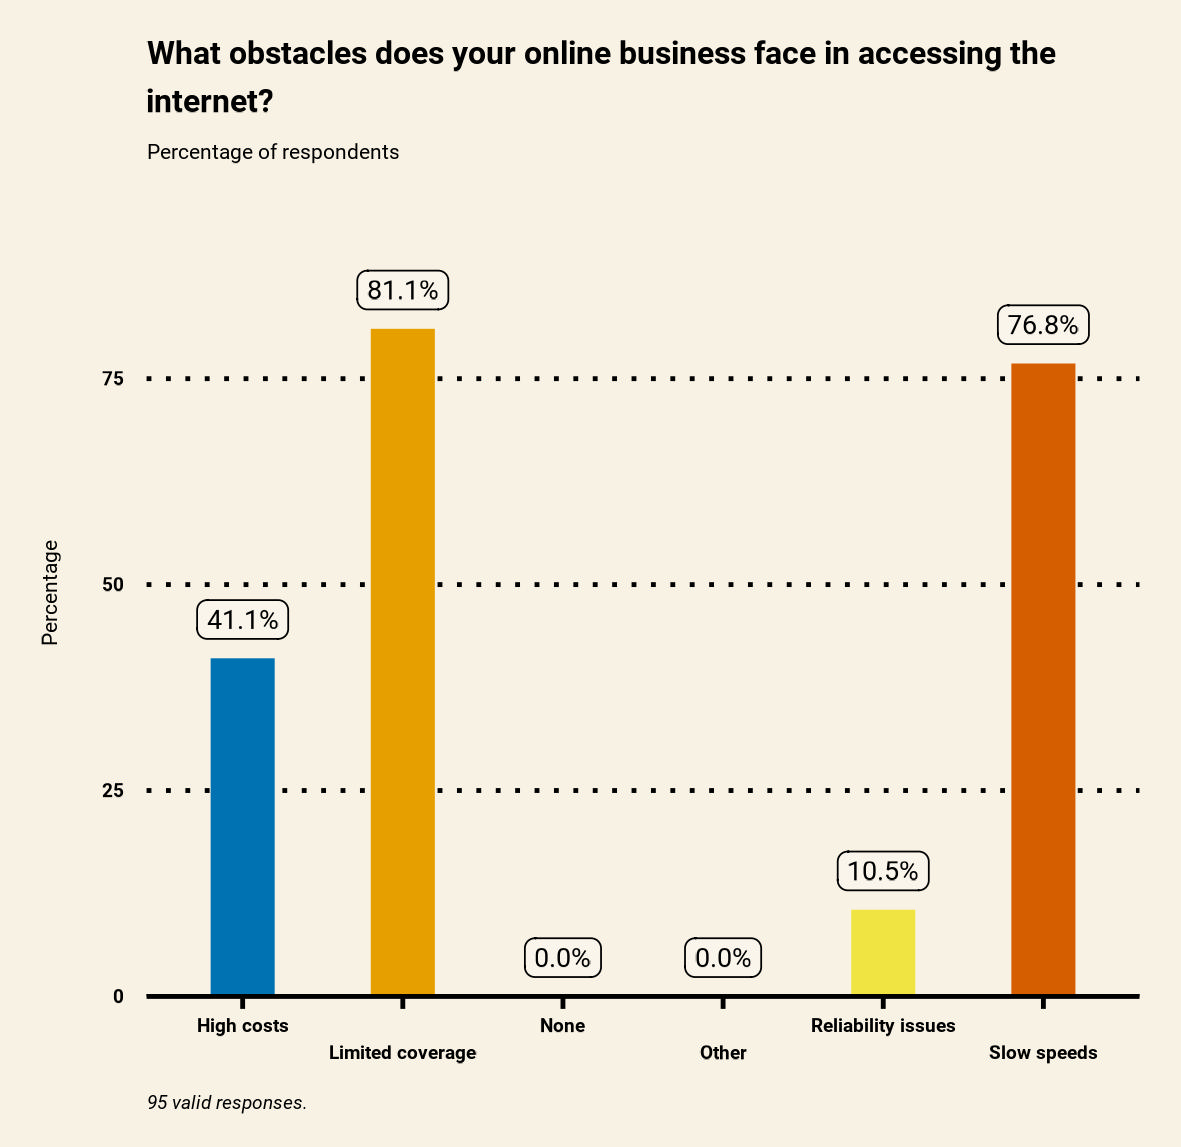 What obstacles does your online business face in accessing the
internet?
Percentage of respondents
81.1%
76.8%
75
Percentage
50
41.1%
25
10.5%
0.0%
0.0%
0
High costs
None
Reliability issues
Limited coverage
Other
Slow speeds
95 valid responses.